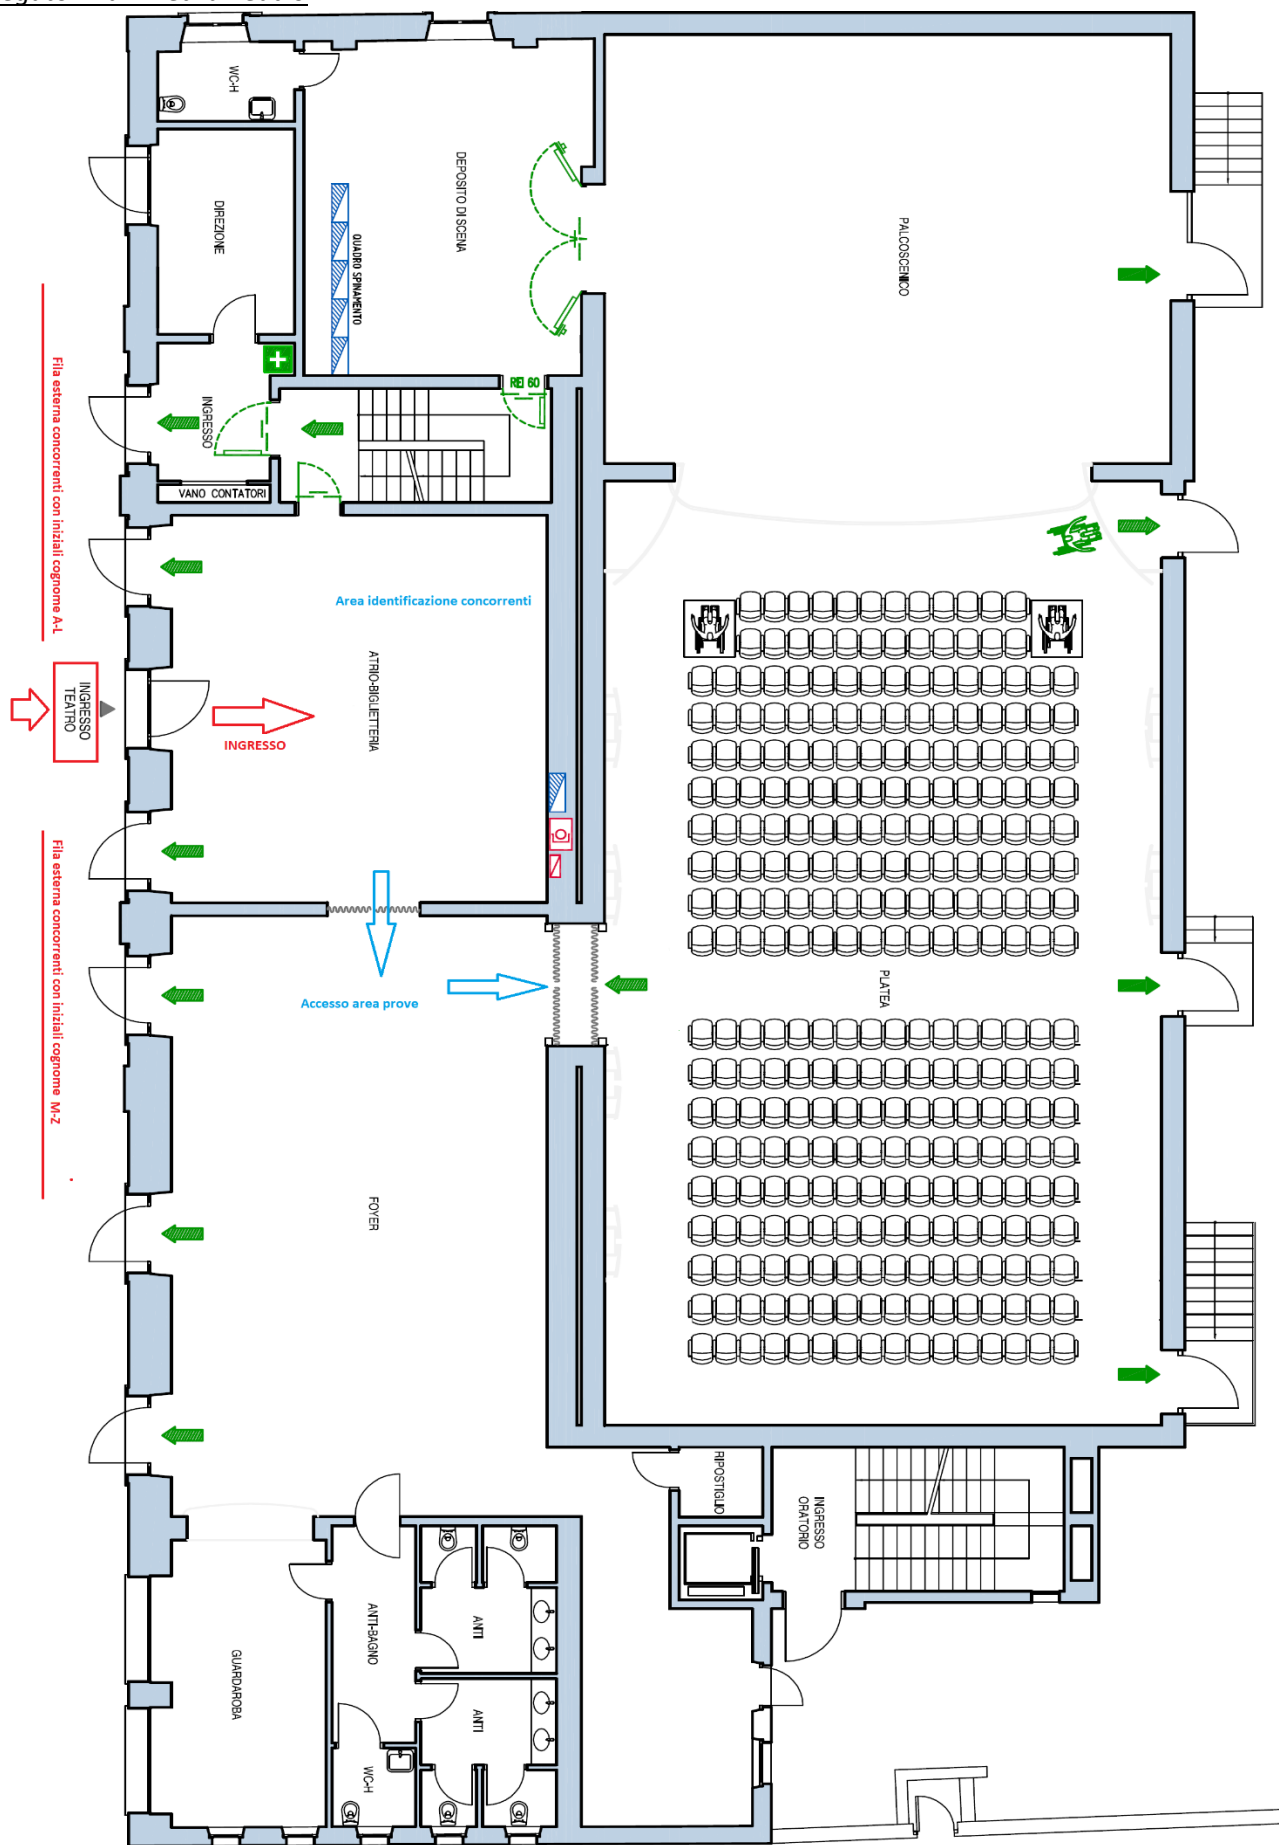 WC-H
DIREZIONE
DEPOSITO DI SCENA
QUADRO SPINAMENTO
PALCOSCENICO
REI 60
INGRESSO
VANO CONTATORI
Fila esterna concorrenti con iniziali cognome A-L
Area identificazione concorrenti
ATRIO-BIGLIETTERIA
INGRESSO
TEATRO
INGRESSO
Fila esterna concorrenti con iniziali cognome M-Z
Accesso area prove
PLATEA
FOYER
RIPOSTIGLIO
INGRESSO
ORATORIO
ANTI-BAGNO
ANTI
ANTI
GUARDAROBA
WC-H